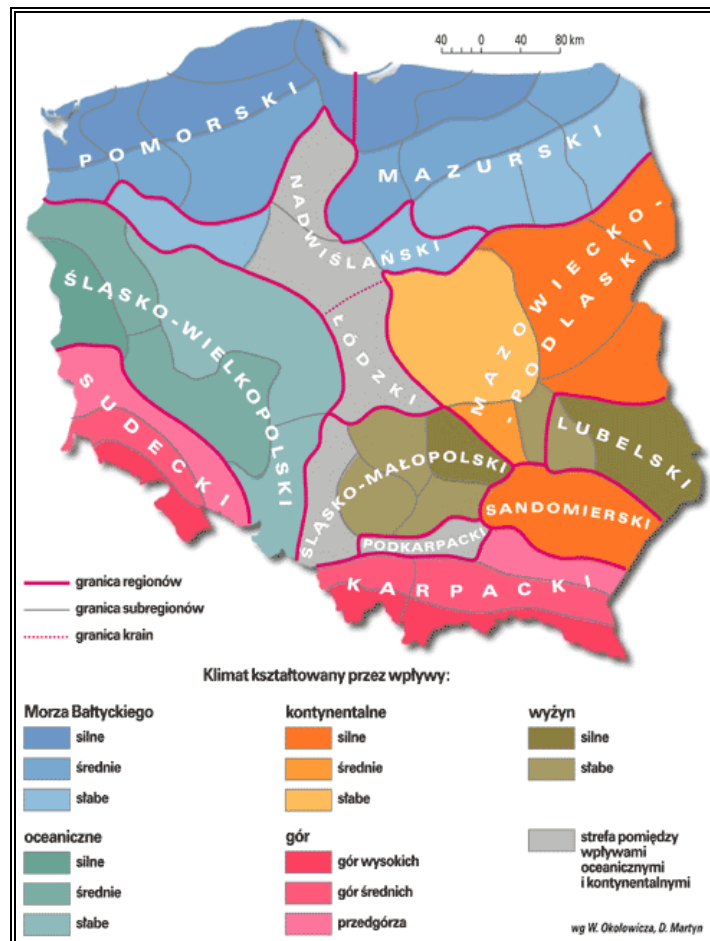 40 0 40 80 km
POMORSKI
MAZURSKI
NADWIŚLAŃSKI
MAZOWIECKO-
-PODLASKI
ŚLĄSKO-WIELKOPOLSKI
ŁÓDZKI
SUDECKI
LUBELSKI
ŚLĄSKO-MAŁOPOLSKI
SANDOMIERSKI
PODKARPACKI
KARPACKI
granica regionów
granica subregionów
granica krain
Klimat kształtowany przez wpływy:
Morza Bałtyckiego
silne
średnie
słabe
kontynentalne
silne
średnie
słabe
wyżyn
silne
słabe
oceaniczne
silne
średnie
słabe
gór
gór wysokich
gór średnich
przedgórza
strefa pomiędzy
wpływami
oceanicznymi
i kontynentalnymi
wg W. Okołowicza, D. Martyn